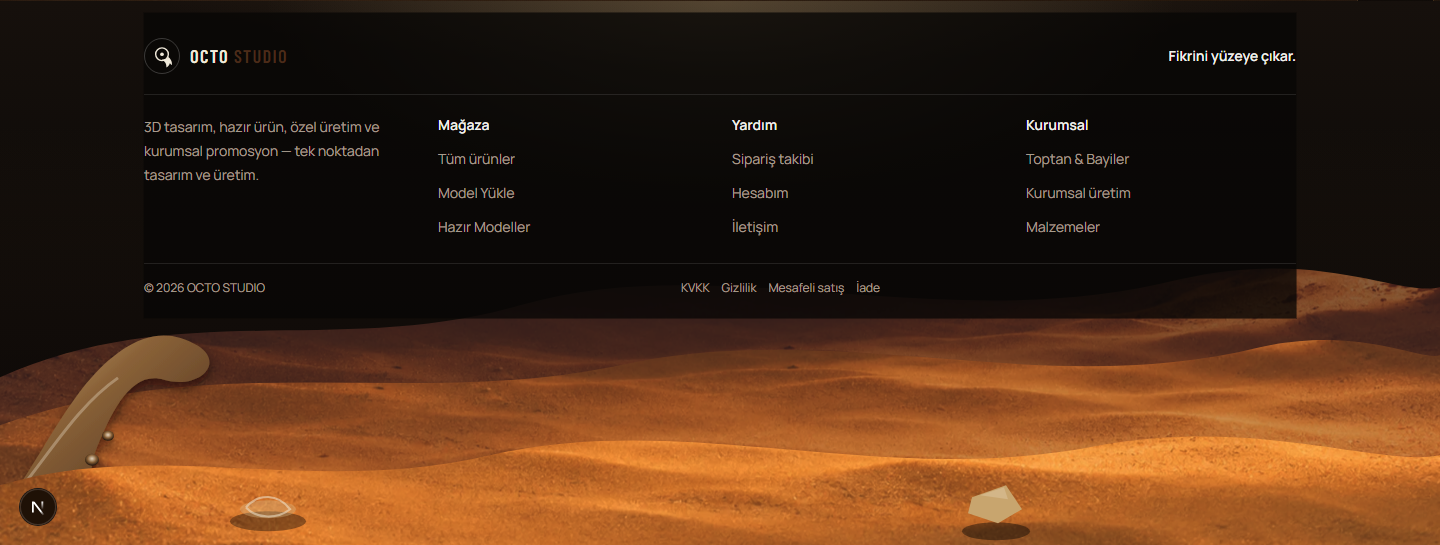 OCTO STUDIO
Fikrini yüzeye çıkar.
3D tasarım, hazır ürün, özel üretim ve
kurumsal promosyon — tek noktadan
tasarım ve üretim.
Mağaza
Tüm ürünler
Model Yükle
Hazır Modeller
Yardım
Sipariş takibi
Hesabım
İletişim
Kurumsal
Toptan & Bayiler
Kurumsal üretim
Malzemeler
© 2026 OCTO STUDIO
KVKK Gizlilik Mesafeli satış İade
N